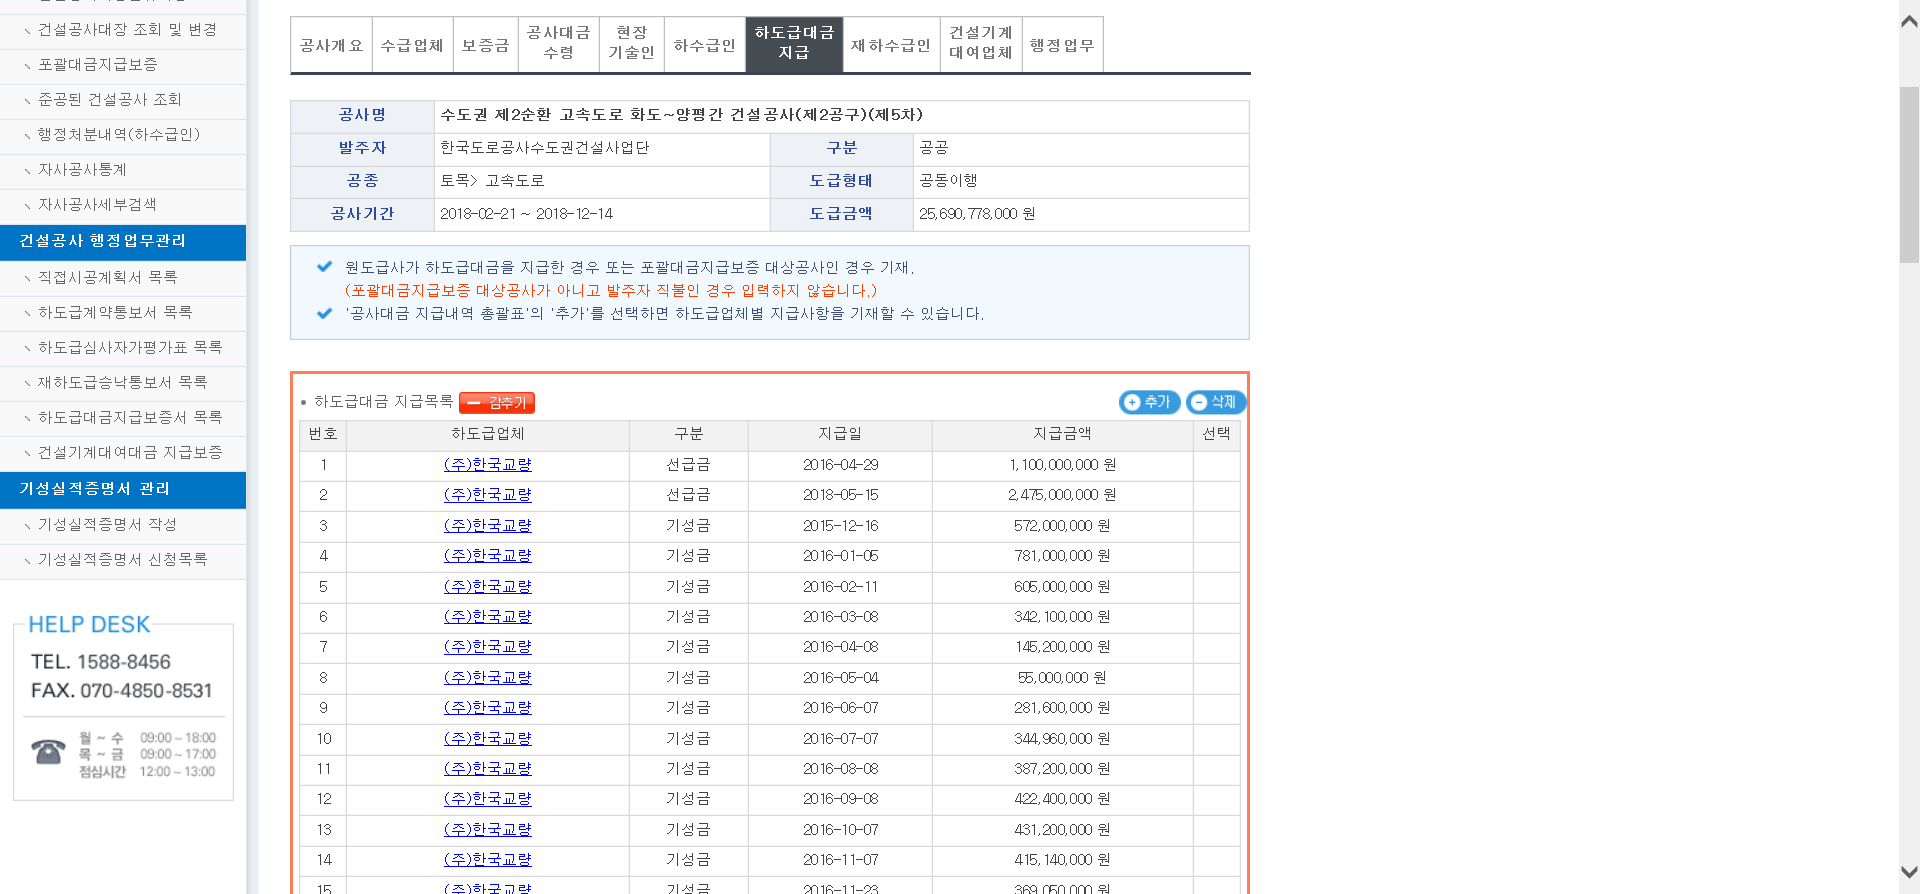 건설공사대장 조회 및 변경
포괄대금지급보증
준공된 건설공사 조회
행정처분내역(하수급인)
자사공사통계
자사공사세부검색
건설공사 행정업무관리
직접시공계획서 목록
하도급계약통보서 목록
하도급심사자가평가표 목록
재하도급승낙통보서 목록
하도급대금지급보증서 목록
건설기계대여대금 지급보증
기성실적증명서 관리
기성실적증명서 작성
기성실적증명서 신청목록
HELP DESK
TEL. 1588-8456
FAX. 070-4850-8531
월 ~ 수 09:00 ~ 18:00
목 ~ 금 09:00 ~ 17:00
점심시간 12:00 ~ 13:00
공사개요 수급업체 보증금 공사대금 수령 현장 기술인 하수급인 하도급대금 지급 재하수급인 건설기계 대여업체 행정업무
공사명 수도권 제2순환 고속도로 화도~양평간 건설공사(제2공구)(제5차)
발주자 한국도로공사수도권건설사업단 구분 공공
공종 토목> 고속도로 도급형태 공동이행
공사기간 2018-02-21 ~ 2018-12-14 도급금액 25,690,778,000 원
원도급사가 하도급대금을 지급한 경우 또는 포괄대금지급보증 대상공사인 경우 기재.
(포괄대금지급보증 대상공사가 아니고 발주자 직불인 경우 입력하지 않습니다.)
'공사대금 지급내역 총괄표'의 '추가'를 선택하면 하도급업체별 지급사항을 기재할 수 있습니다.
하도급대금 지급목록 감추기 추가 삭제
번호 하도급업체 구분 지급일 지급금액 선택
1 (주)한국교량 선급금 2016-04-29 1,100,000,000 원
2 (주)한국교량 선급금 2018-05-15 2,475,000,000 원
3 (주)한국교량 기성금 2015-12-16 572,000,000 원
4 (주)한국교량 기성금 2016-01-05 781,000,000 원
5 (주)한국교량 기성금 2016-02-11 605,000,000 원
6 (주)한국교량 기성금 2016-03-08 342,100,000 원
7 (주)한국교량 기성금 2016-04-08 145,200,000 원
8 (주)한국교량 기성금 2016-05-04 55,000,000 원
9 (주)한국교량 기성금 2016-06-07 281,600,000 원
10 (주)한국교량 기성금 2016-07-07 344,960,000 원
11 (주)한국교량 기성금 2016-08-08 387,200,000 원
12 (주)한국교량 기성금 2016-09-08 422,400,000 원
13 (주)한국교량 기성금 2016-10-07 431,200,000 원
14 (주)한국교량 기성금 2016-11-07 415,140,000 원
15 (주)한국교량 기성금 2016-11-23 369,050,000 원